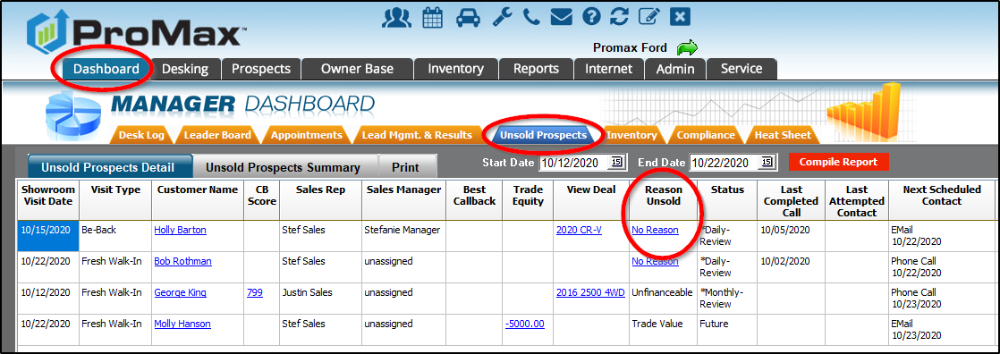 ProMax™
Promax Ford
Dashboard Desking Prospects Owner Base Inventory Reports Internet Admin Service
MANAGER DASHBOARD
Desk Log Leader Board Appointments Lead Mgmt. & Results Unsold Prospects Inventory Compliance Heat Sheet
Unsold Prospects Detail Unsold Prospects Summary Print Start Date 10/12/2020 15 End Date 10/22/2020 15 Compile Report
Showroom Visit Type Customer Name CB Sales Rep Sales Manager Best Trade View Deal Reason Status Last Last Next Scheduled
Visit Date Score Callback Equity Unsold Completed Attempted Contact
Call Contact
10/15/2020 Be-Back Holly Barton Stef Sales Stefanie Manager 2020 CR-V No Reason *Daily- 10/05/2020 EMail
Review 10/22/2020
10/22/2020 Fresh Walk-In Bob Rothman Stef Sales unassigned No Reason *Daily- 10/02/2020 Phone Call
Review 10/22/2020
10/12/2020 Fresh Walk-In George King 799 Justin Sales unassigned 2016 2500 4WD Unfinanceable *Monthly- Phone Call
Review 10/23/2020
10/22/2020 Fresh Walk-In Molly Hanson Stef Sales unassigned -5000.00 Trade Value Future EMail
10/23/2020